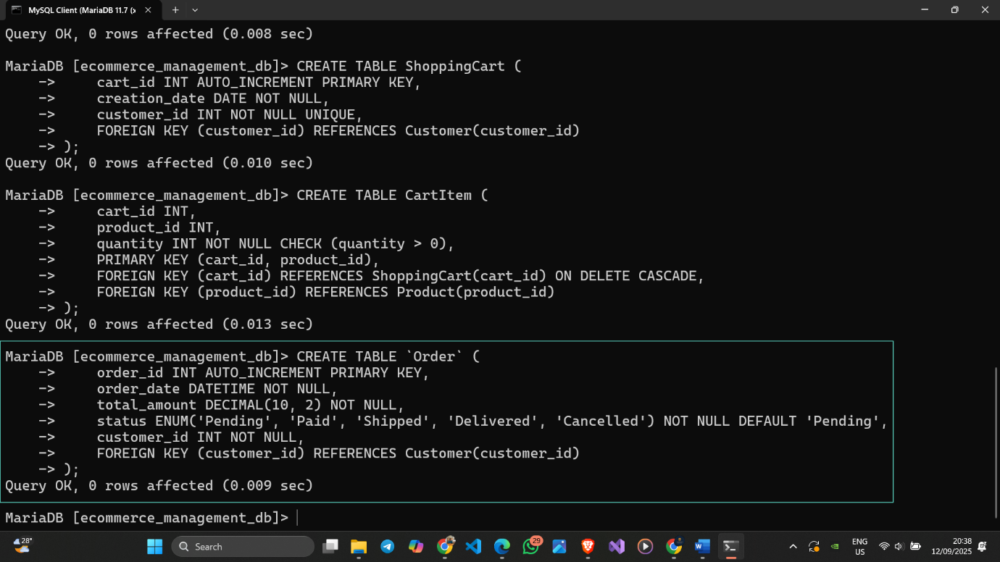 MySQL Client (MariaDB 11.7 (x
Query OK, 0 rows affected (0.008 sec)
MariaDB [ecommerce_management_db]> CREATE TABLE ShoppingCart (
    ->     cart_id INT AUTO_INCREMENT PRIMARY KEY,
    ->     creation_date DATE NOT NULL,
    ->     customer_id INT NOT NULL UNIQUE,
    ->     FOREIGN KEY (customer_id) REFERENCES Customer(customer_id)
    -> );
Query OK, 0 rows affected (0.010 sec)
MariaDB [ecommerce_management_db]> CREATE TABLE CartItem (
    ->     cart_id INT,
    ->     product_id INT,
    ->     quantity INT NOT NULL CHECK (quantity > 0),
    ->     PRIMARY KEY (cart_id, product_id),
    ->     FOREIGN KEY (cart_id) REFERENCES ShoppingCart(cart_id) ON DELETE CASCADE,
    ->     FOREIGN KEY (product_id) REFERENCES Product(product_id)
    -> );
Query OK, 0 rows affected (0.013 sec)
MariaDB [ecommerce_management_db]> CREATE TABLE `Order` (
    ->     order_id INT AUTO_INCREMENT PRIMARY KEY,
    ->     order_date DATETIME NOT NULL,
    ->     total_amount DECIMAL(10, 2) NOT NULL,
    ->     status ENUM('Pending', 'Paid', 'Shipped', 'Delivered', 'Cancelled') NOT NULL DEFAULT 'Pending',
    ->     customer_id INT NOT NULL,
    ->     FOREIGN KEY (customer_id) REFERENCES Customer(customer_id)
    -> );
Query OK, 0 rows affected (0.009 sec)
MariaDB [ecommerce_management_db]>
28°
Search
29
ENG
US
20:38
12/09/2025